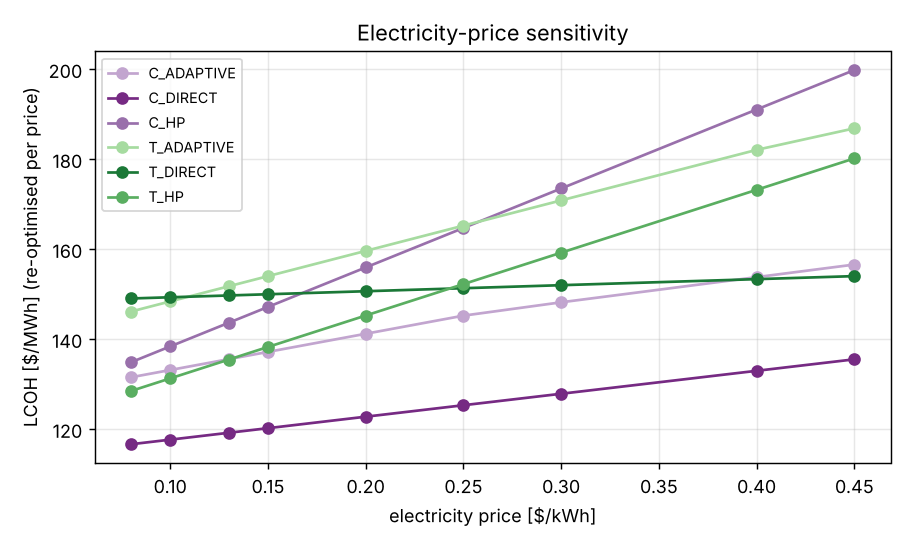 Electricity-price sensitivity
LCOH [$/MWh] (re-optimised per price)
200
180
160
140
120
C_ADAPTIVE
C_DIRECT
C_HP
T_ADAPTIVE
T_DIRECT
T_HP
0.10 0.15 0.20 0.25 0.30 0.35 0.40 0.45
electricity price [$/kWh]